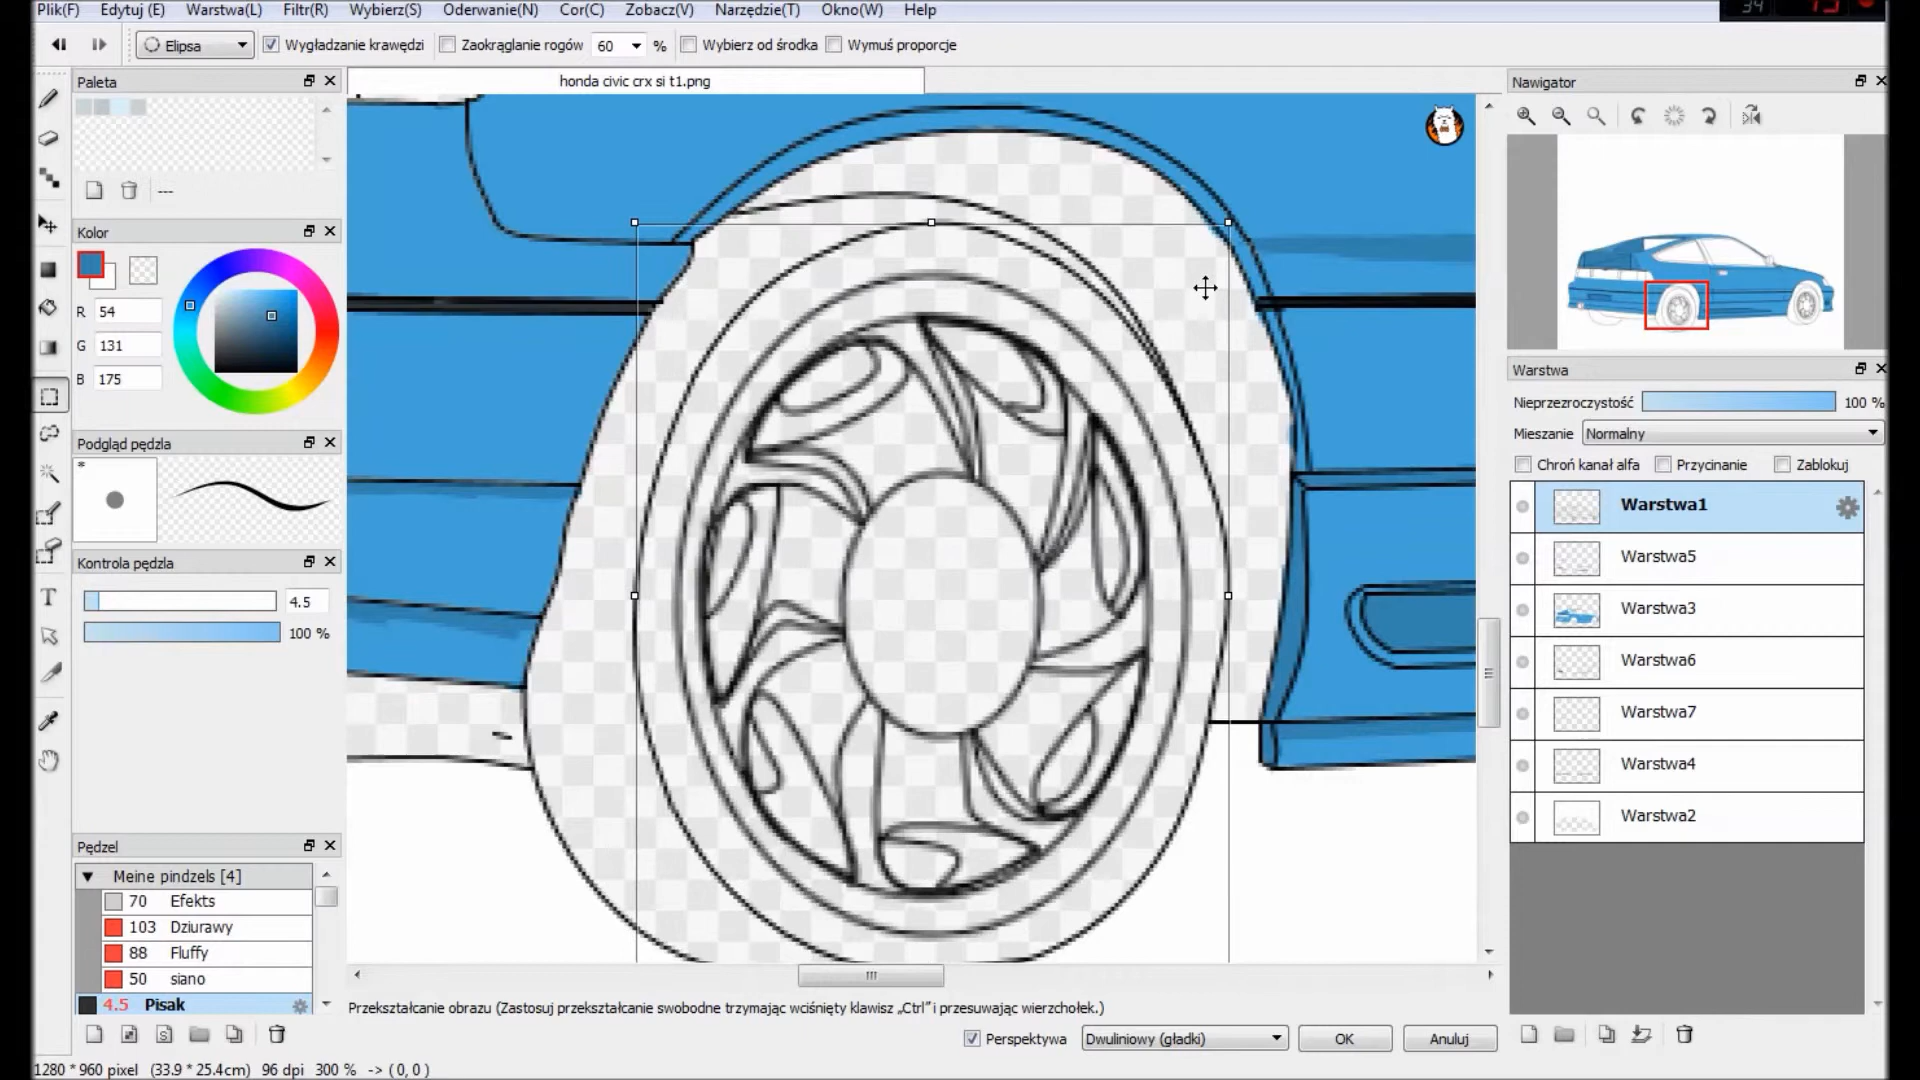 Plik(F) Edytuj (E) Warstwa(L) Filtr(R) Wybierz(S) Oderwanie(N) Cor(C) Zobacz(V) Narzędzie(T) Okno(W) Help
34
Elipsa Wygładzanie krawędzi Zaokrąglanie rogów 60 % Wybierz od środka Wymuś proporcje
Paleta
honda civic crx si t1.png
Nawigator
---
Kolor
R 54
G 131
B 175
Podgląd pędzla
*
Kontrola pędzla
4.5
100 %
Pędzel
Meine pindzels [4]
70 Efekts
103 Dziurawy
88 Fluffy
50 siano
4.5 Pisak
Warstwa
Nieprzezroczystość 100 %
Mieszanie Normalny
Chroń kanał alfa Przycinanie Zablokuj
Warstwa1
Warstwa5
Warstwa3
Warstwa6
Warstwa7
Warstwa4
Warstwa2
Przekształcanie obrazu (Zastosuj przekształcanie swobodne trzymając wciśnięty klawisz „Ctrl" i przesuwając wierzchołek.)
Perspektywa Dwuliniowy (gładki) OK Anuluj
1280 * 960 pixel (33.9 * 25.4cm) 96 dpi 300 % -> ( 0, 0 )